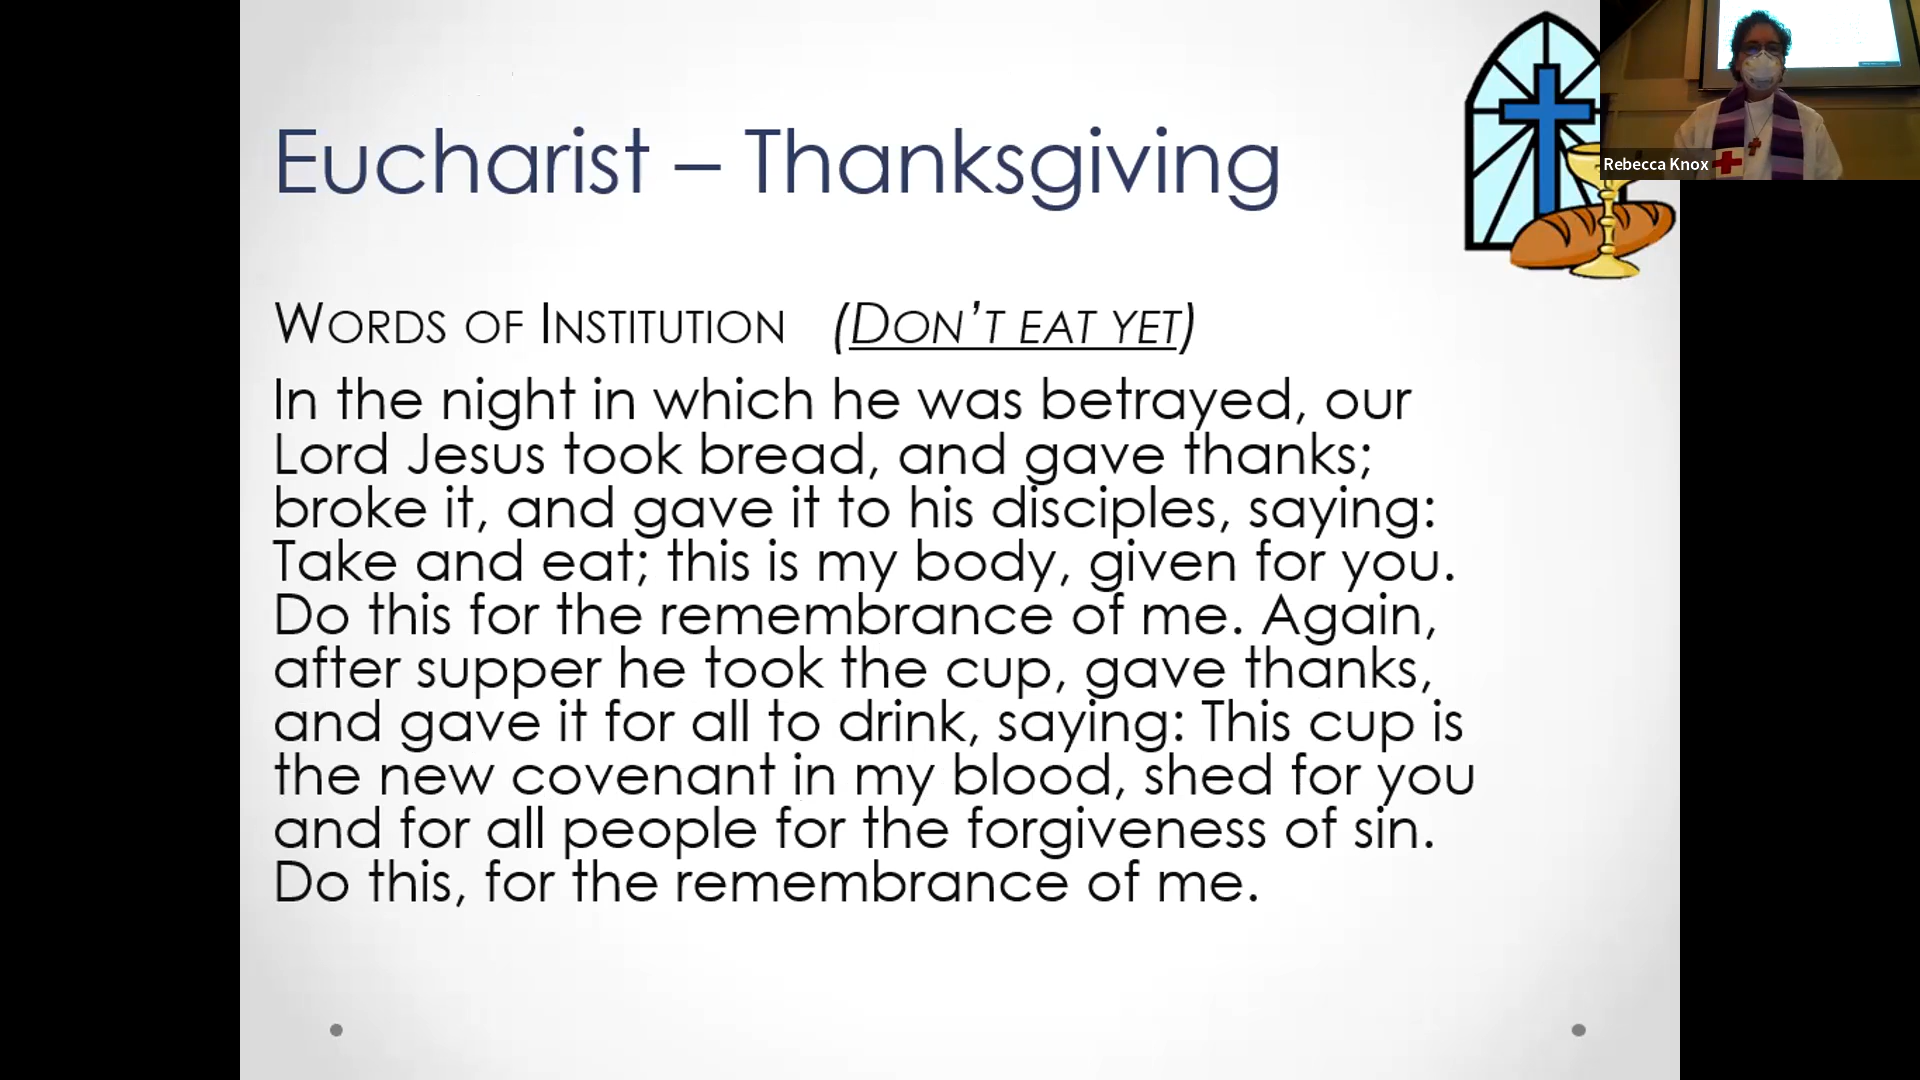 Eucharist – Thanksgiving
Rebecca Knox
WORDS OF INSTITUTION (DON'T EAT YET)
In the night in which he was betrayed, our
Lord Jesus took bread, and gave thanks;
broke it, and gave it to his disciples, saying:
Take and eat; this is my body, given for you.
Do this for the remembrance of me. Again,
after supper he took the cup, gave thanks,
and gave it for all to drink, saying: This cup is
the new covenant in my blood, shed for you
and for all people for the forgiveness of sin.
Do this, for the remembrance of me.